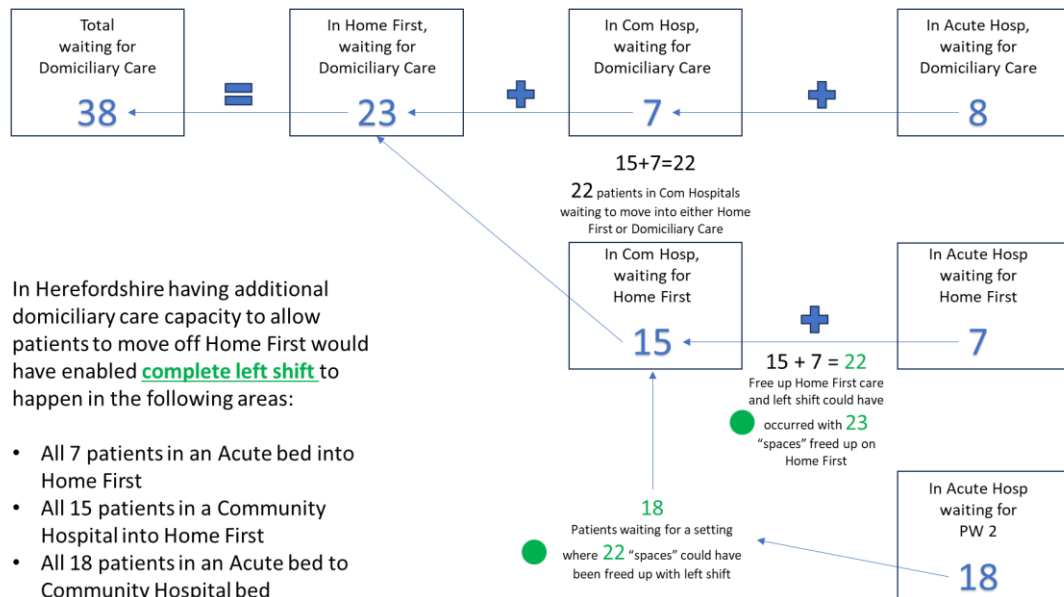 Total
waiting for
Domiciliary Care
38
In Home First,
waiting for
Domiciliary Care
23
In Com Hosp,
waiting for
Domiciliary Care
7
In Acute Hosp,
waiting for
Domiciliary Care
8
15+7=22
22 patients in Com Hospitals
waiting to move into either Home
First or Domiciliary Care
In Com Hosp,
waiting for
Home First
15
In Acute Hosp
waiting for
Home First
7
15 + 7 = 22
Free up Home First care
and left shift could have
occurred with 23
"spaces" freed up on
Home First
In Herefordshire having additional
domiciliary care capacity to allow
patients to move off Home First would
have enabled complete left shift to
happen in the following areas:
• All 7 patients in an Acute bed into
Home First
• All 15 patients in a Community
Hospital into Home First
• All 18 patients in an Acute bed to
Community Hospital bed
18
Patients waiting for a setting
where 22 "spaces" could have
been freed up with left shift
In Acute Hosp
waiting for
PW 2
18